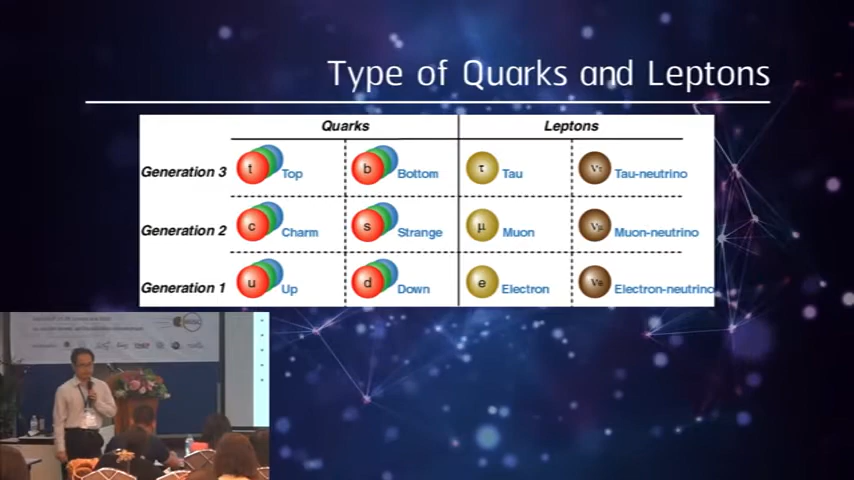 Type of Quarks and Leptons
Quarks Leptons
Generation 3 t Top b Bottom τ Tau ντ Tau-neutrino
Generation 2 c Charm s Strange μ Muon νμ Muon-neutrino
Generation 1 u Up d Down e Electron νe Electron-neutrino